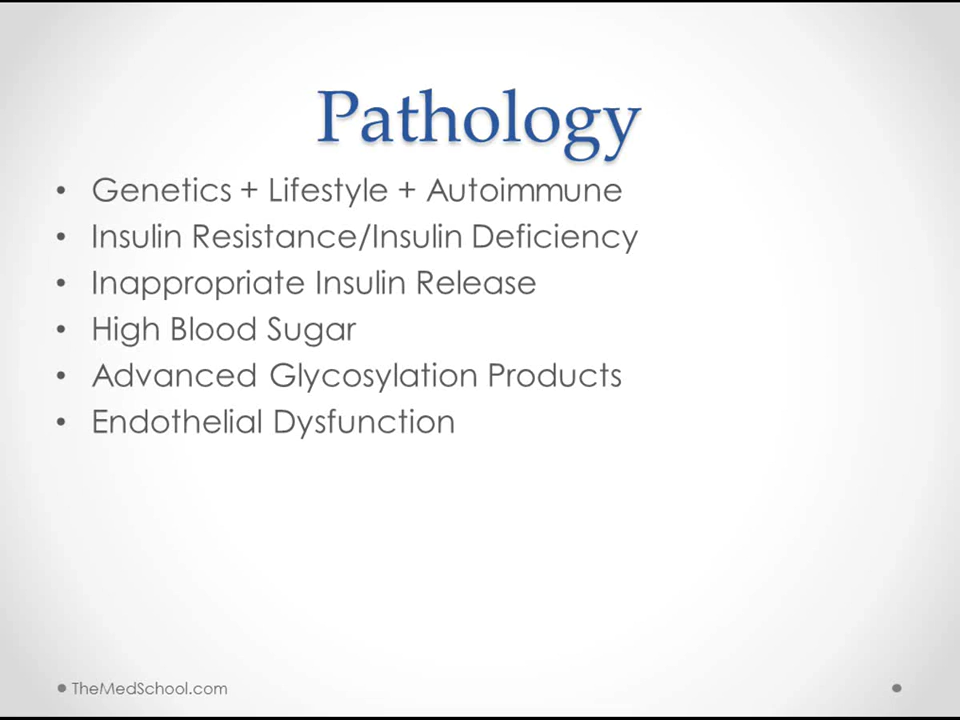 Pathology
• Genetics + Lifestyle + Autoimmune
• Insulin Resistance/Insulin Deficiency
• Inappropriate Insulin Release
• High Blood Sugar
• Advanced Glycosylation Products
• Endothelial Dysfunction
TheMedSchool.com